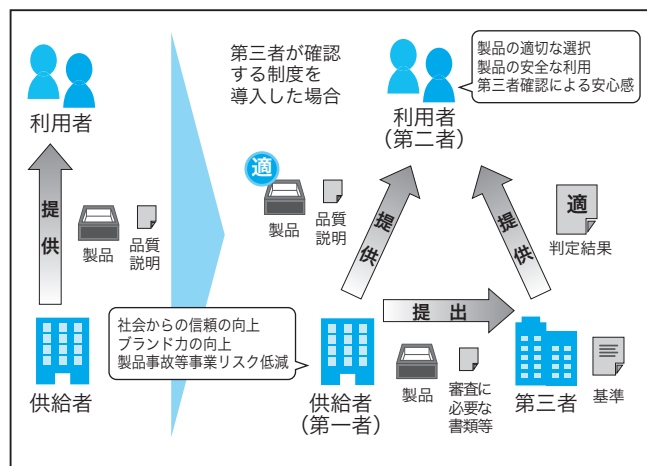 利用者
提
供
製品
品質
説明
供給者
第三者が確認
する制度を
導入した場合
利用者
(第二者)
製品の適切な選択
製品の安全な利用
第三者確認による安心感
適
製品
品質
説明
提
供
提
供
適
判定結果
社会からの信頼の向上
ブランド力の向上
製品事故等事業リスク低減
提出
供給者
(第一者)
製品
審査に
必要な
書類等
第三者
基準